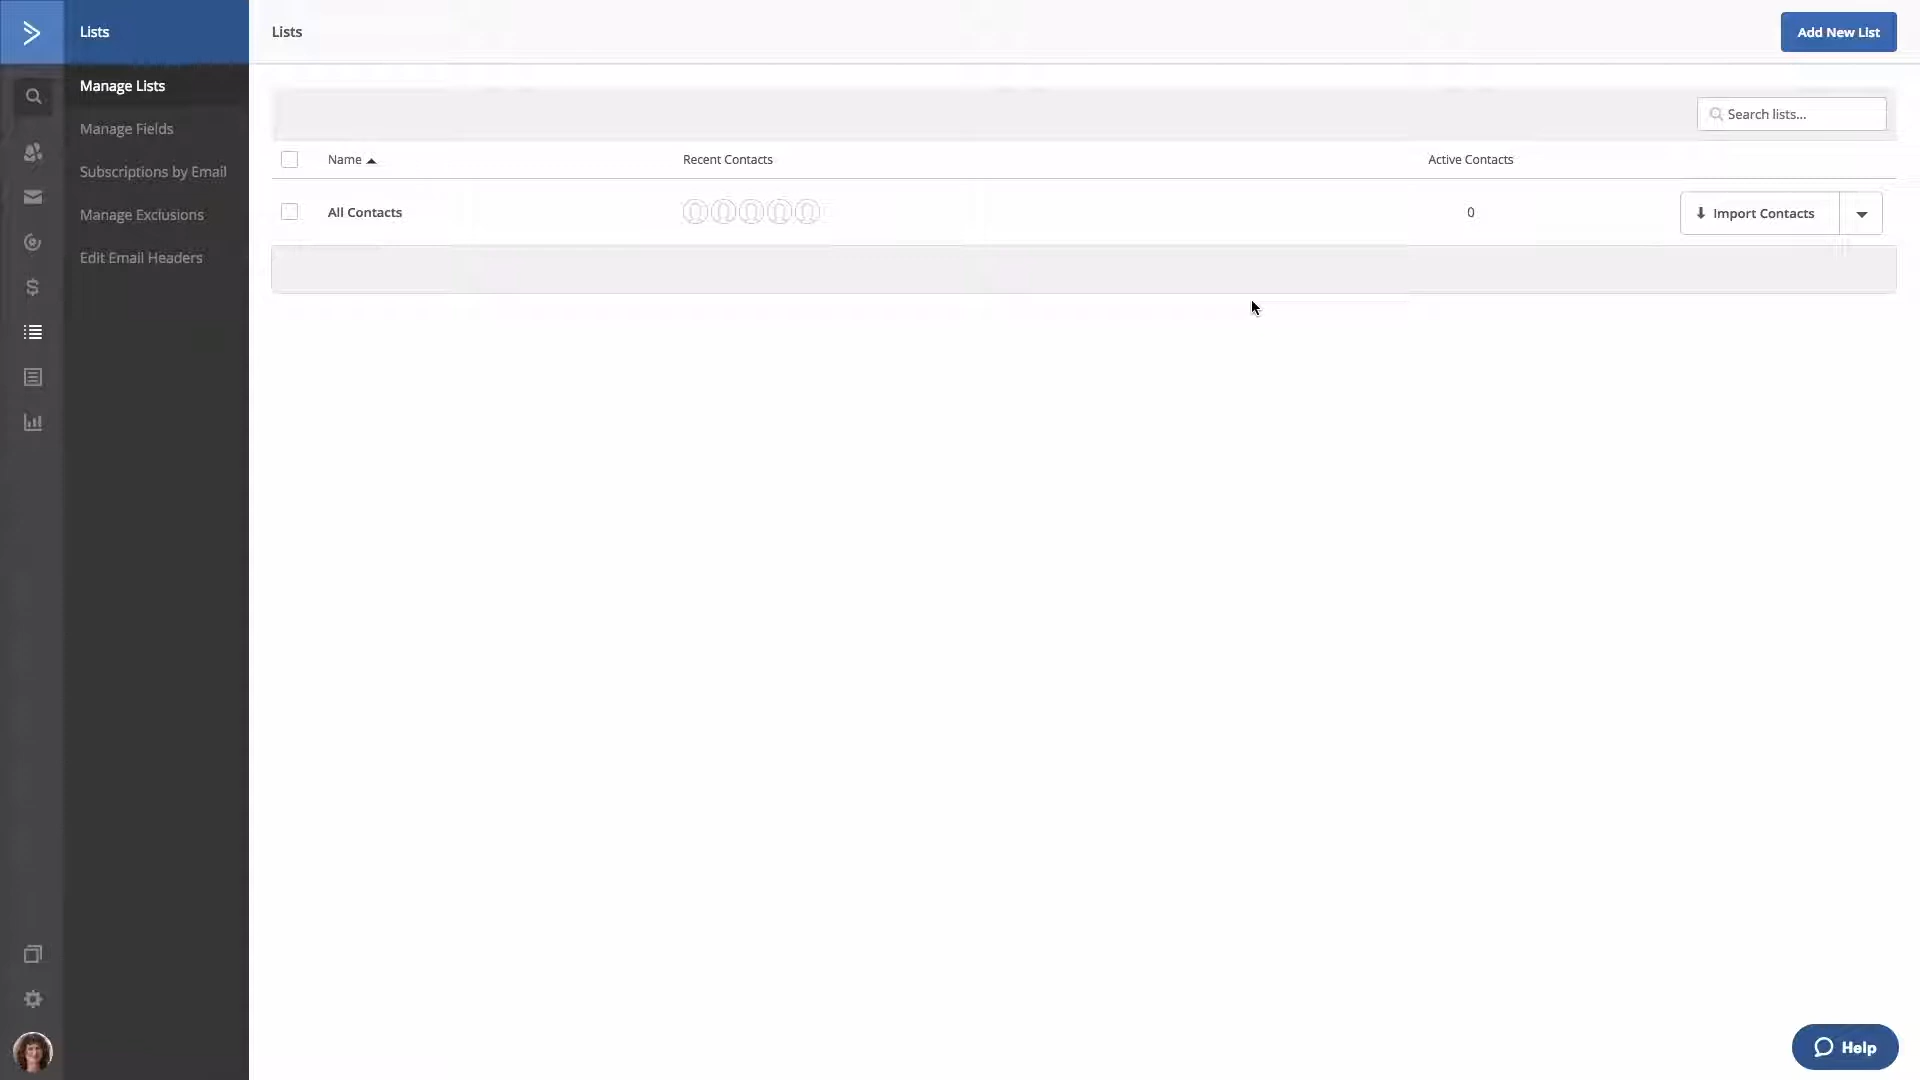 Lists
Manage Lists
Manage Fields
Subscriptions by Email
Manage Exclusions
Edit Email Headers
Lists
Add New List
Search lists...
Name
Recent Contacts
Active Contacts
All Contacts
0
Import Contacts
Help